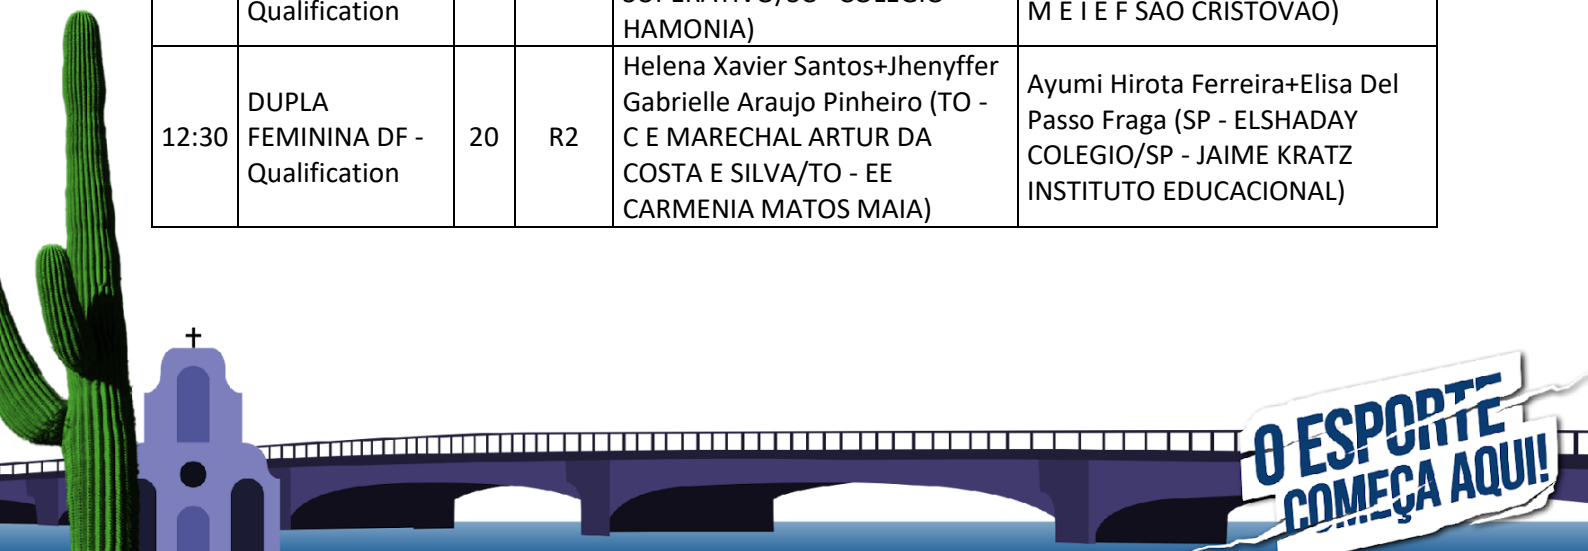 Qualification
HAMONIA)
M E I E F SAO CRISTOVAO)
12:30
DUPLA
FEMININA DF -
Qualification
20
R2
Helena Xavier Santos+Jhenyffer
Gabrielle Araujo Pinheiro (TO -
C E MARECHAL ARTUR DA
COSTA E SILVA/TO - EE
CARMENIA MATOS MAIA)
Ayumi Hirota Ferreira+Elisa Del
Passo Fraga (SP - ELSHADAY
COLEGIO/SP - JAIME KRATZ
INSTITUTO EDUCACIONAL)
O ESPORTE
COMEÇA AQUI!